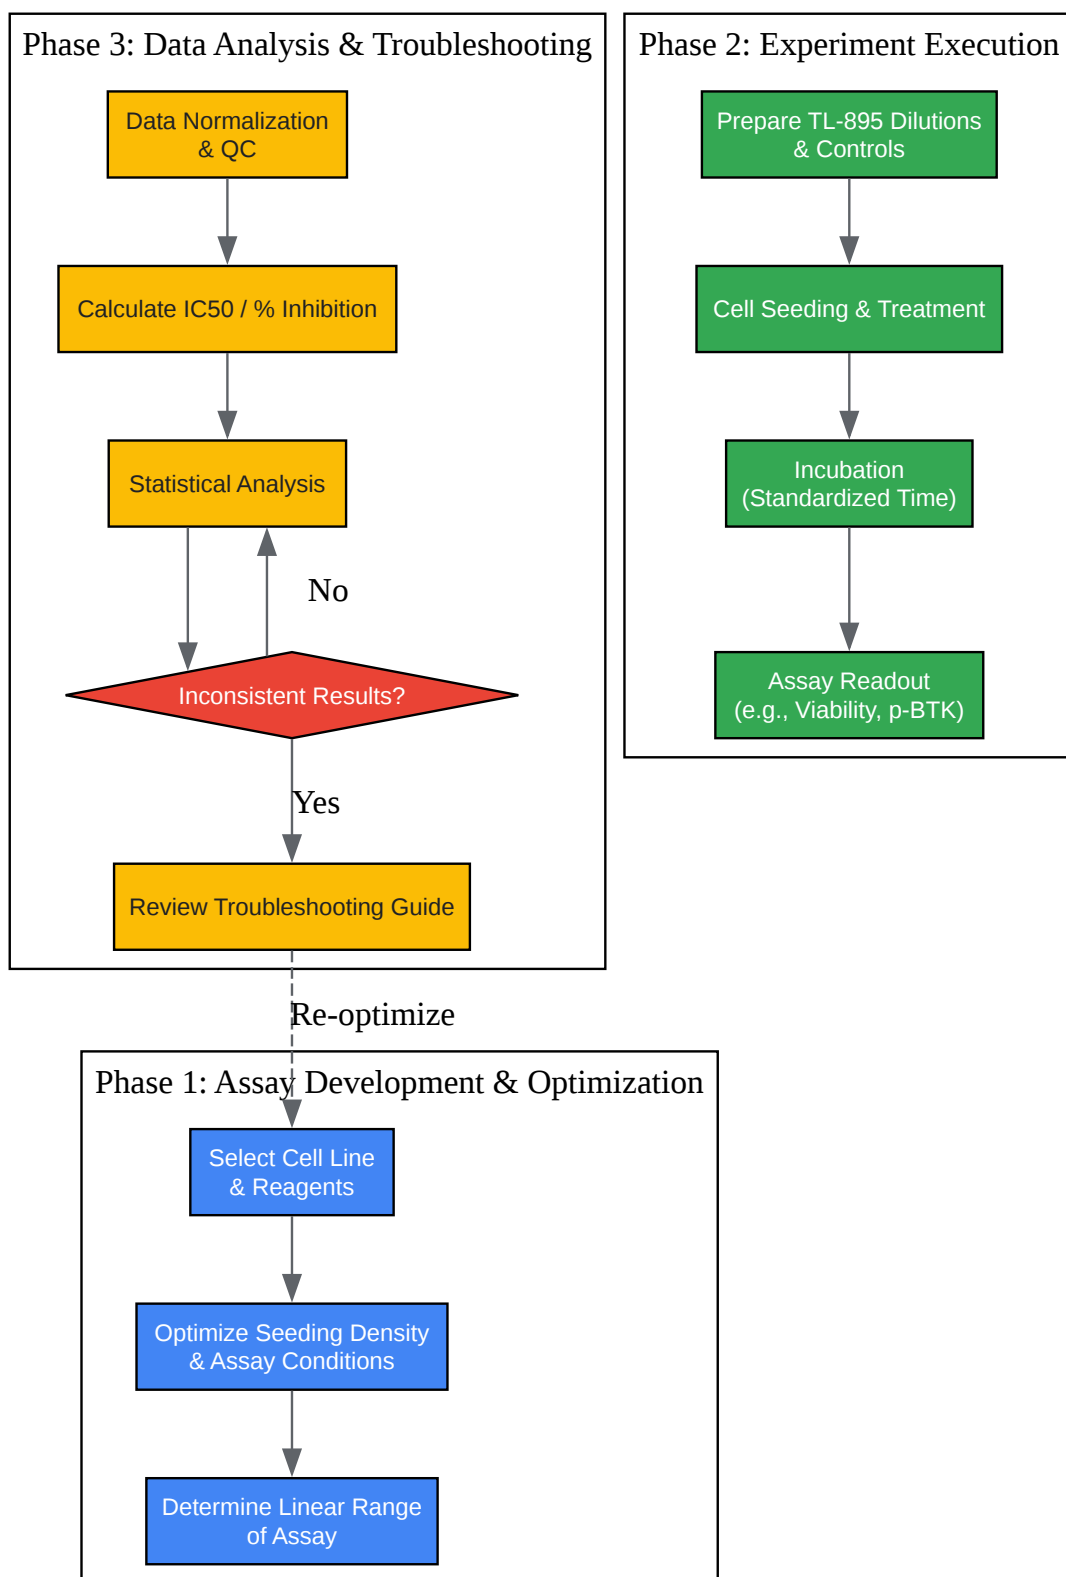 Phase 3: Data Analysis & Troubleshooting
Data Normalization
& QC
Calculate IC50 / % Inhibition
Statistical Analysis
No
Inconsistent Results?
Yes
Review Troubleshooting Guide
Phase 2: Experiment Execution
Prepare TL-895 Dilutions
& Controls
Cell Seeding & Treatment
Incubation
(Standardized Time)
Assay Readout
(e.g., Viability, p-BTK)
Re-optimize
Phase 1: Assay Development & Optimization
Select Cell Line
& Reagents
Optimize Seeding Density
& Assay Conditions
Determine Linear Range
of Assay